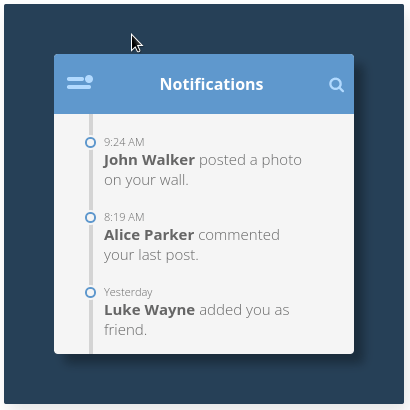 Notifications
9:24 AM
John Walker posted a photo
on your wall.
8:19 AM
Alice Parker commented
your last post.
Yesterday
Luke Wayne added you as
friend.